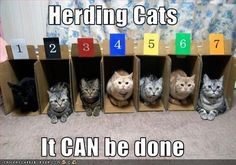 Herding Cats
1 2 3 4 5 6 7
It CAN be done